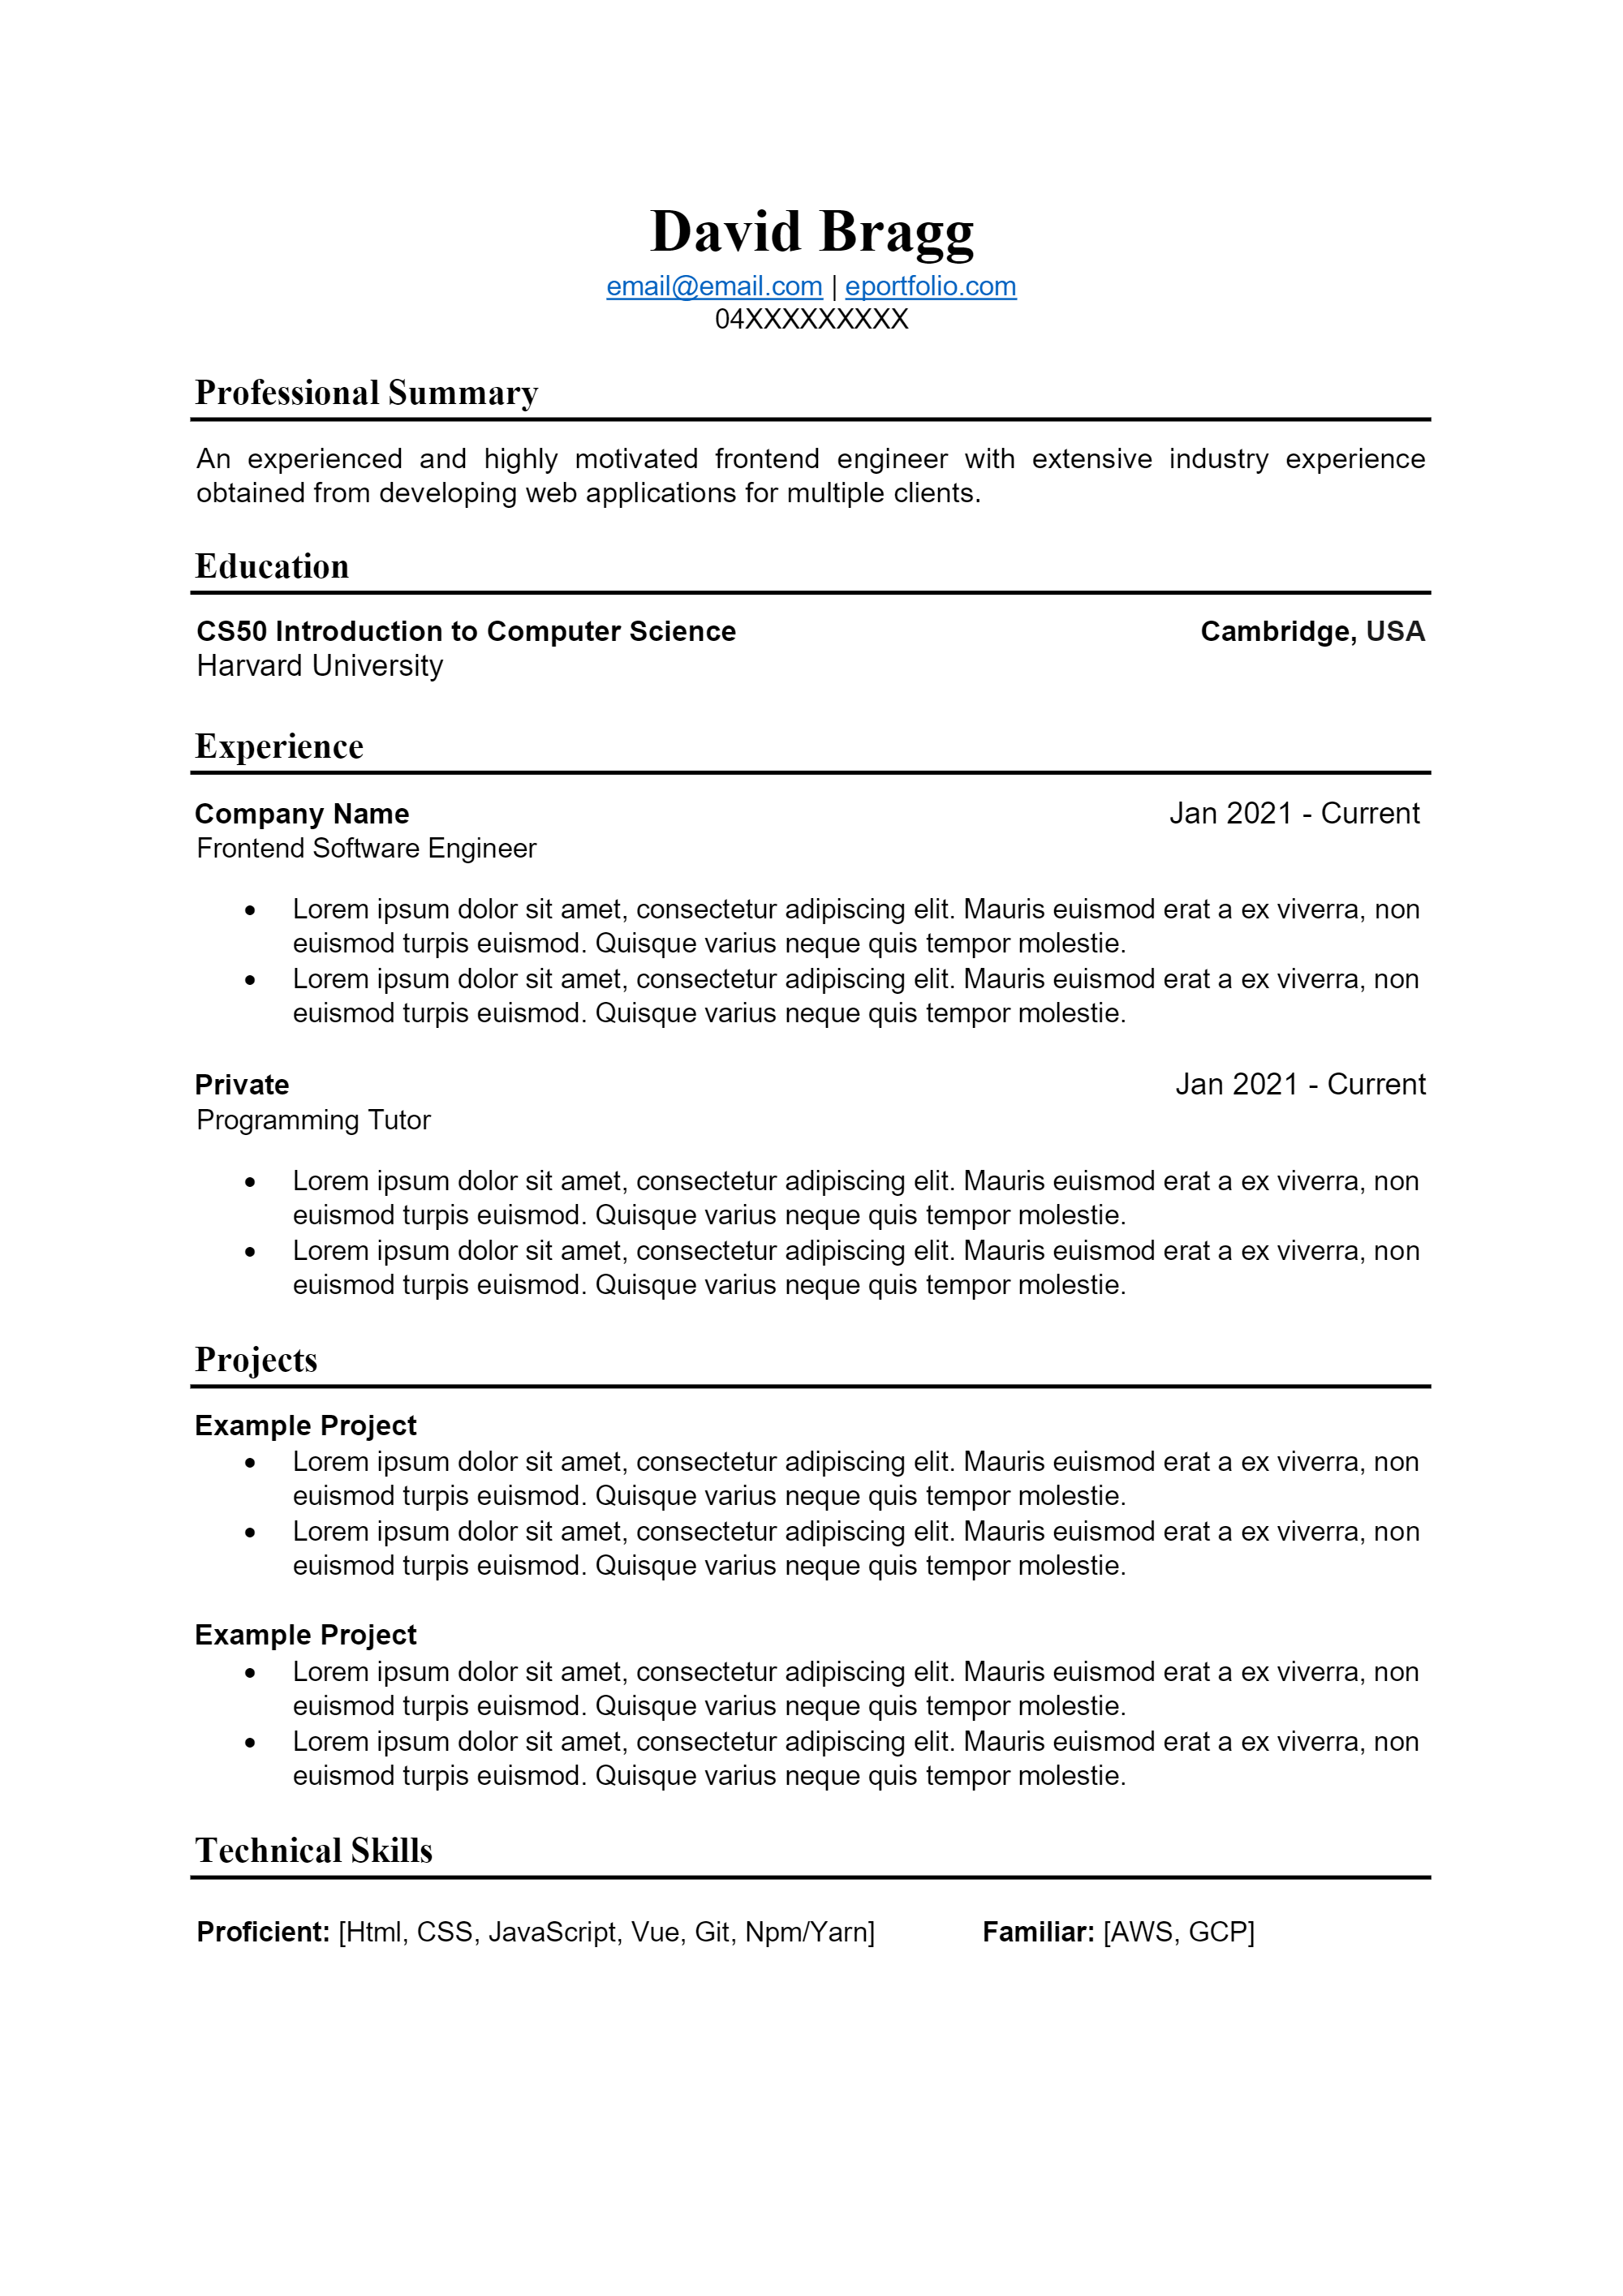 David Bragg
email@email.com | eportfolio.com
04XXXXXXXXX
Professional Summary
An experienced and highly motivated frontend engineer with extensive industry experience
obtained from developing web applications for multiple clients.
Education
CS50 Introduction to Computer Science Cambridge, USA
Harvard University
Experience
Company Name Jan 2021 - Current
Frontend Software Engineer
• Lorem ipsum dolor sit amet, consectetur adipiscing elit. Mauris euismod erat a ex viverra, non
euismod turpis euismod. Quisque varius neque quis tempor molestie.
• Lorem ipsum dolor sit amet, consectetur adipiscing elit. Mauris euismod erat a ex viverra, non
euismod turpis euismod. Quisque varius neque quis tempor molestie.
Private Jan 2021 - Current
Programming Tutor
• Lorem ipsum dolor sit amet, consectetur adipiscing elit. Mauris euismod erat a ex viverra, non
euismod turpis euismod. Quisque varius neque quis tempor molestie.
• Lorem ipsum dolor sit amet, consectetur adipiscing elit. Mauris euismod erat a ex viverra, non
euismod turpis euismod. Quisque varius neque quis tempor molestie.
Projects
Example Project
• Lorem ipsum dolor sit amet, consectetur adipiscing elit. Mauris euismod erat a ex viverra, non
euismod turpis euismod. Quisque varius neque quis tempor molestie.
• Lorem ipsum dolor sit amet, consectetur adipiscing elit. Mauris euismod erat a ex viverra, non
euismod turpis euismod. Quisque varius neque quis tempor molestie.
Example Project
• Lorem ipsum dolor sit amet, consectetur adipiscing elit. Mauris euismod erat a ex viverra, non
euismod turpis euismod. Quisque varius neque quis tempor molestie.
• Lorem ipsum dolor sit amet, consectetur adipiscing elit. Mauris euismod erat a ex viverra, non
euismod turpis euismod. Quisque varius neque quis tempor molestie.
Technical Skills
Proficient: [Html, CSS, JavaScript, Vue, Git, Npm/Yarn] Familiar: [AWS, GCP]